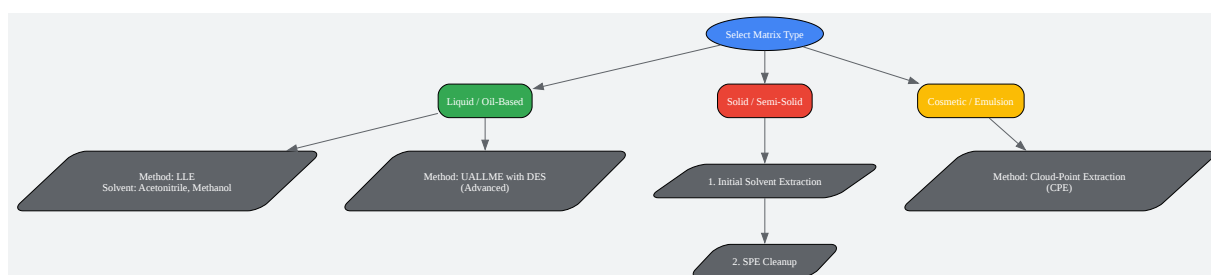 Select Matrix Type
Liquid / Oil-Based
Solid / Semi-Solid
Cosmetic / Emulsion
Method: LLE
Solvent: Acetonitrile, Methanol
Method: UALLME with DES
(Advanced)
1. Initial Solvent Extraction
Method: Cloud-Point Extraction
(CPE)
2. SPE Cleanup